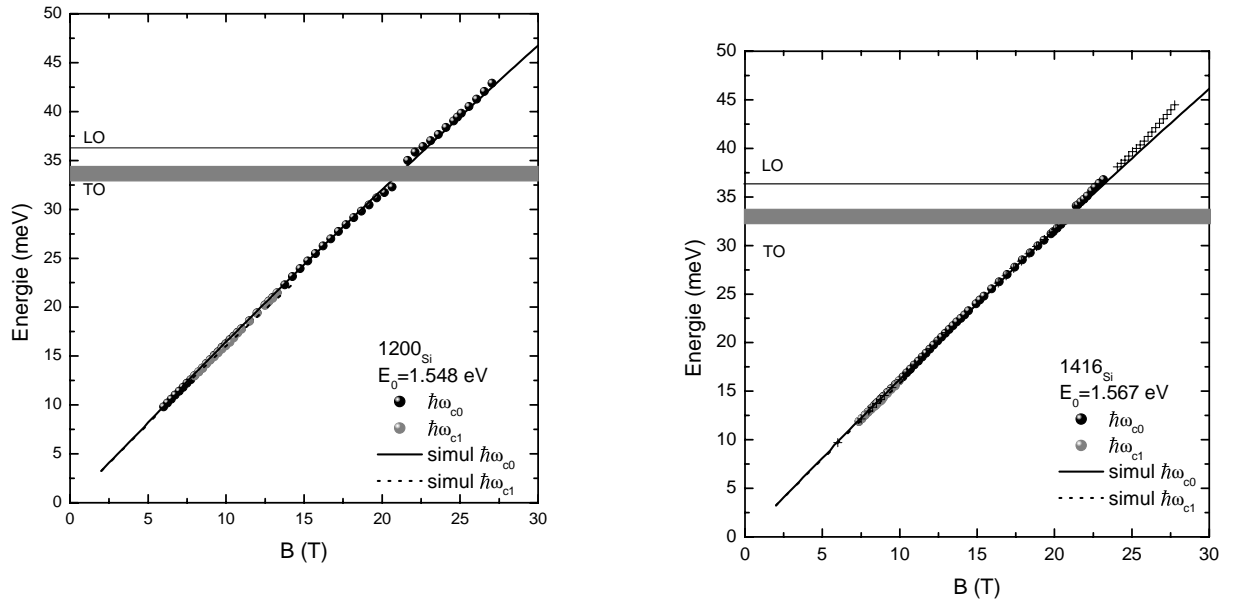 50
45
40
35
30
25
20
15
10
5
0
Energie (meV)
LO
TO
1200Si
E0=1.548 eV
ħωc0
ħωc1
simul ħωc0
simul ħωc1
0 5 10 15 20 25 30
B (T)
50
45
40
35
30
25
20
15
10
5
0
Energie (meV)
LO
TO
1416Si
E0=1.567 eV
ħωc0
ħωc1
simul ħωc0
simul ħωc1
0 5 10 15 20 25 30
B (T)